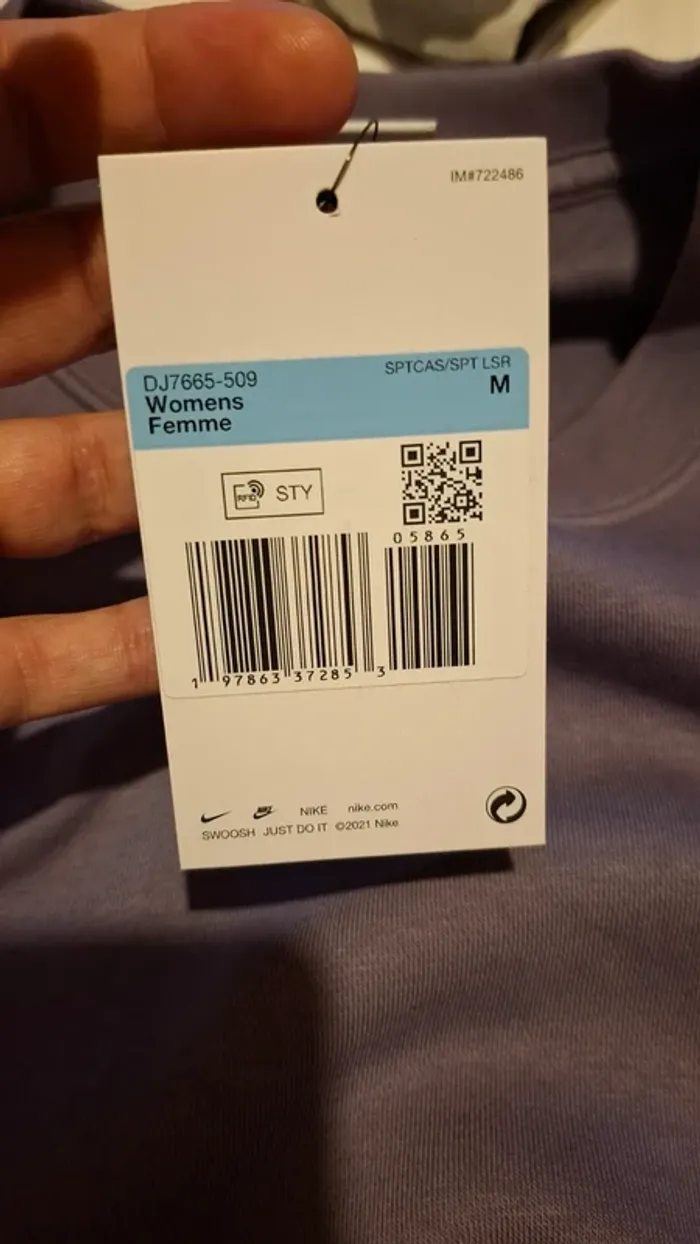 IM#722486
DJ7665-509
SPTCAS/SPT LSR
Womens
M
Femme
RFID STY
05865
1 97863 37285 3
NIKE nike.com
SWOOSH JUST DO IT ©2021 Nike